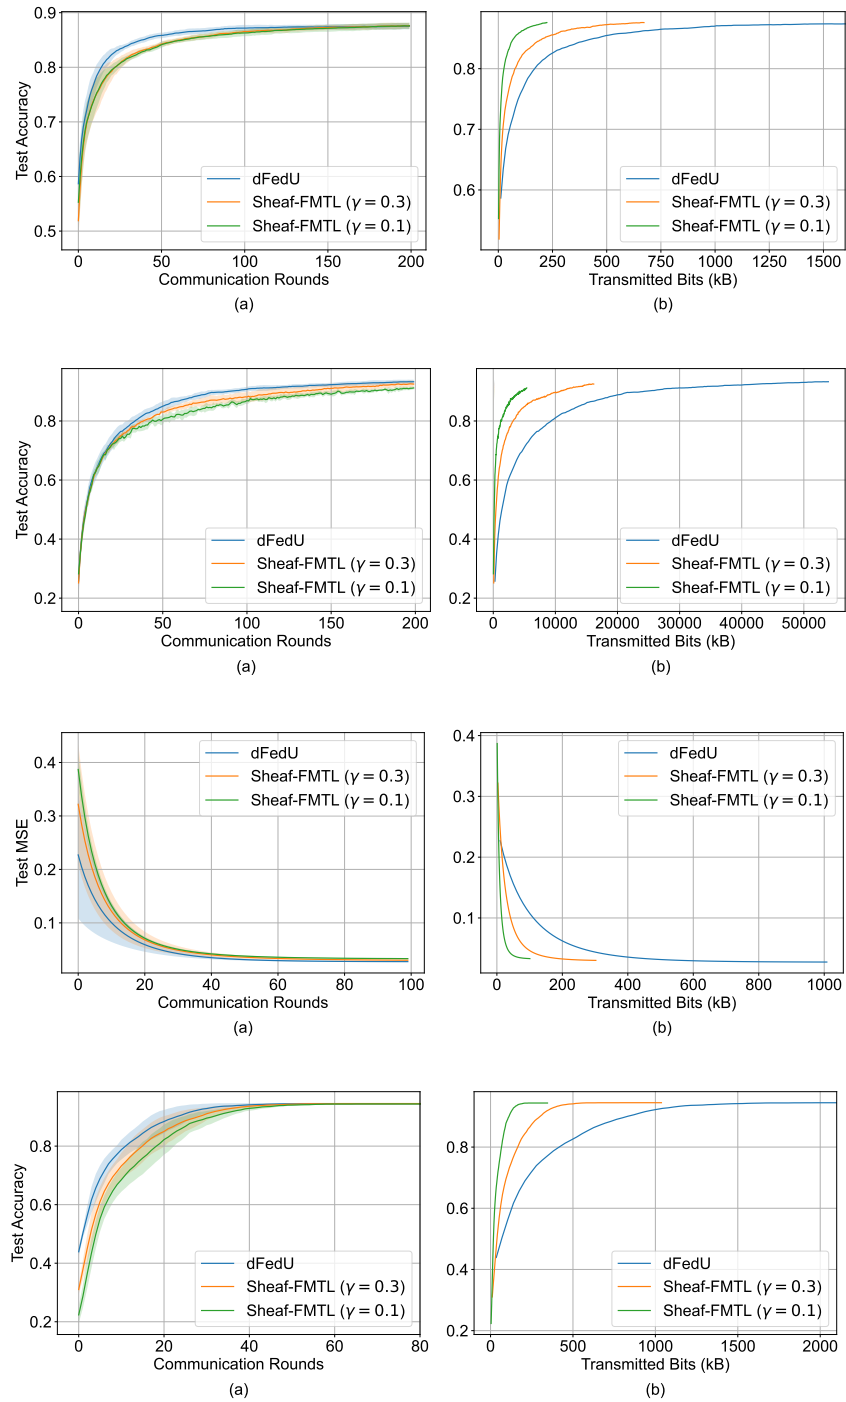 0.9
0.8
0.7
0.6
0.5
Test Accuracy
dFedU
Sheaf-FMTL (γ = 0.3)
Sheaf-FMTL (γ = 0.1)
0 50 100 150 200
Communication Rounds
(a)
0.8
0.7
0.6
dFedU
Sheaf-FMTL (γ = 0.3)
Sheaf-FMTL (γ = 0.1)
0 250 500 750 1000 1250 1500
Transmitted Bits (kB)
(b)
0.8
0.6
0.4
0.2
Test Accuracy
dFedU
Sheaf-FMTL (γ = 0.3)
Sheaf-FMTL (γ = 0.1)
0 50 100 150 200
Communication Rounds
(a)
0.8
0.6
0.4
0.2
dFedU
Sheaf-FMTL (γ = 0.3)
Sheaf-FMTL (γ = 0.1)
0 10000 20000 30000 40000 50000
Transmitted Bits (kB)
(b)
0.4
0.3
0.2
0.1
Test MSE
dFedU
Sheaf-FMTL (γ = 0.3)
Sheaf-FMTL (γ = 0.1)
0 20 40 60 80 100
Communication Rounds
(a)
0.4
0.3
0.2
0.1
dFedU
Sheaf-FMTL (γ = 0.3)
Sheaf-FMTL (γ = 0.1)
0 200 400 600 800 1000
Transmitted Bits (kB)
(b)
0.8
0.6
0.4
0.2
Test Accuracy
dFedU
Sheaf-FMTL (γ = 0.3)
Sheaf-FMTL (γ = 0.1)
0 20 40 60 80
Communication Rounds
(a)
0.8
0.6
0.4
0.2
dFedU
Sheaf-FMTL (γ = 0.3)
Sheaf-FMTL (γ = 0.1)
0 500 1000 1500 2000
Transmitted Bits (kB)
(b)